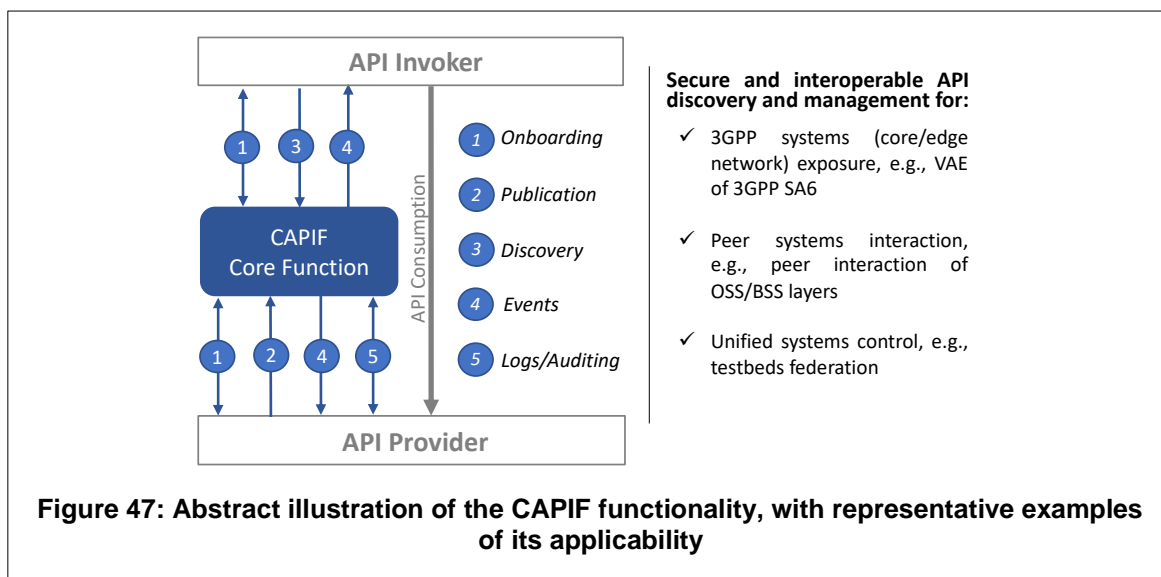 API Invoker
1
3
4
CAPIF
Core Function
1
2
4
5
API Provider
API Consumption
1 Onboarding
2 Publication
3 Discovery
4 Events
5 Logs/Auditing
Secure and interoperable API
discovery and management for:
✓ 3GPP systems (core/edge
network) exposure, e.g., VAE
of 3GPP SA6
✓ Peer systems interaction,
e.g., peer interaction of
OSS/BSS layers
✓ Unified systems control, e.g.,
testbeds federation
Figure 47: Abstract illustration of the CAPIF functionality, with representative examples
of its applicability